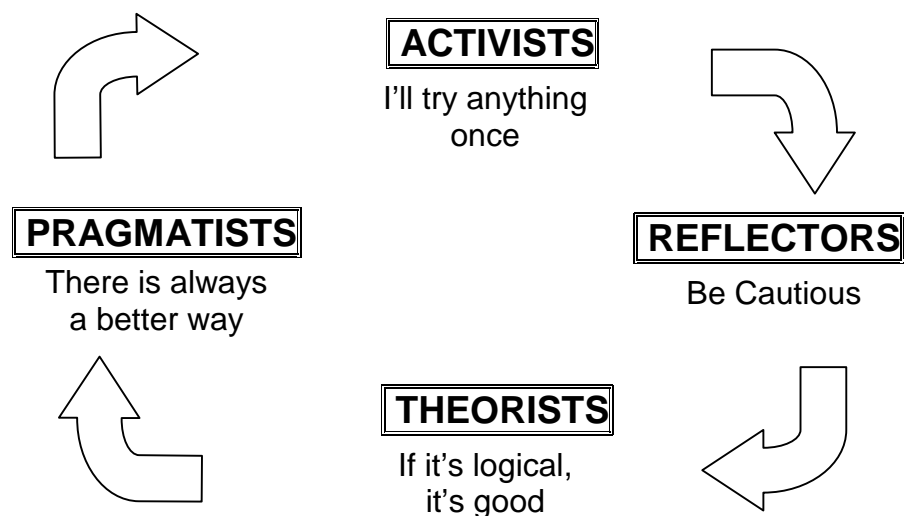 ACTIVISTS
I'll try anything
once
PRAGMATISTS
There is always
a better way
REFLECTORS
Be Cautious
THEORISTS
If it's logical,
it's good